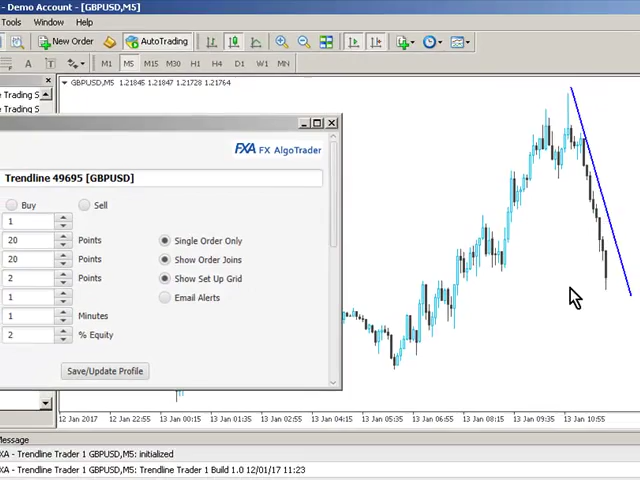 - Demo Account - [GBPUSD,M5]
Tools Window Help
New Order AutoTrading
A T M1 M5 M15 M30 H1 H4 D1 W1 MN
GBPUSD,M5 1.21845 1.21847 1.21728 1.21764
e Trading S
e Trading S
FXA FX AlgoTrader
Trendline 49695 [GBPUSD]
Buy Sell
1
20 Points Single Order Only
20 Points Show Order Joins
2 Points Show Set Up Grid
1 Email Alerts
1 Minutes
2 % Equity
Save/Update Profile
12 Jan 2017 12 Jan 22:55 13 Jan 00:15 13 Jan 01:35 13 Jan 02:55 13 Jan 04:15 13 Jan 05:35 13 Jan 06:55 13 Jan 08:15 13 Jan 09:35 13 Jan 10:55
Message
XA - Trendline Trader 1 GBPUSD,M5: initialized
XA - Trendline Trader 1 GBPUSD,M5: Trendline Trader 1 Build 1.0 12/01/17 11:23